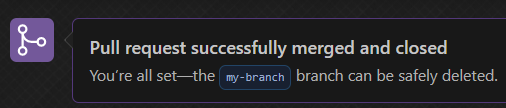 Pull request successfully merged and closed
You’re all set—the my-branch branch can be safely deleted.